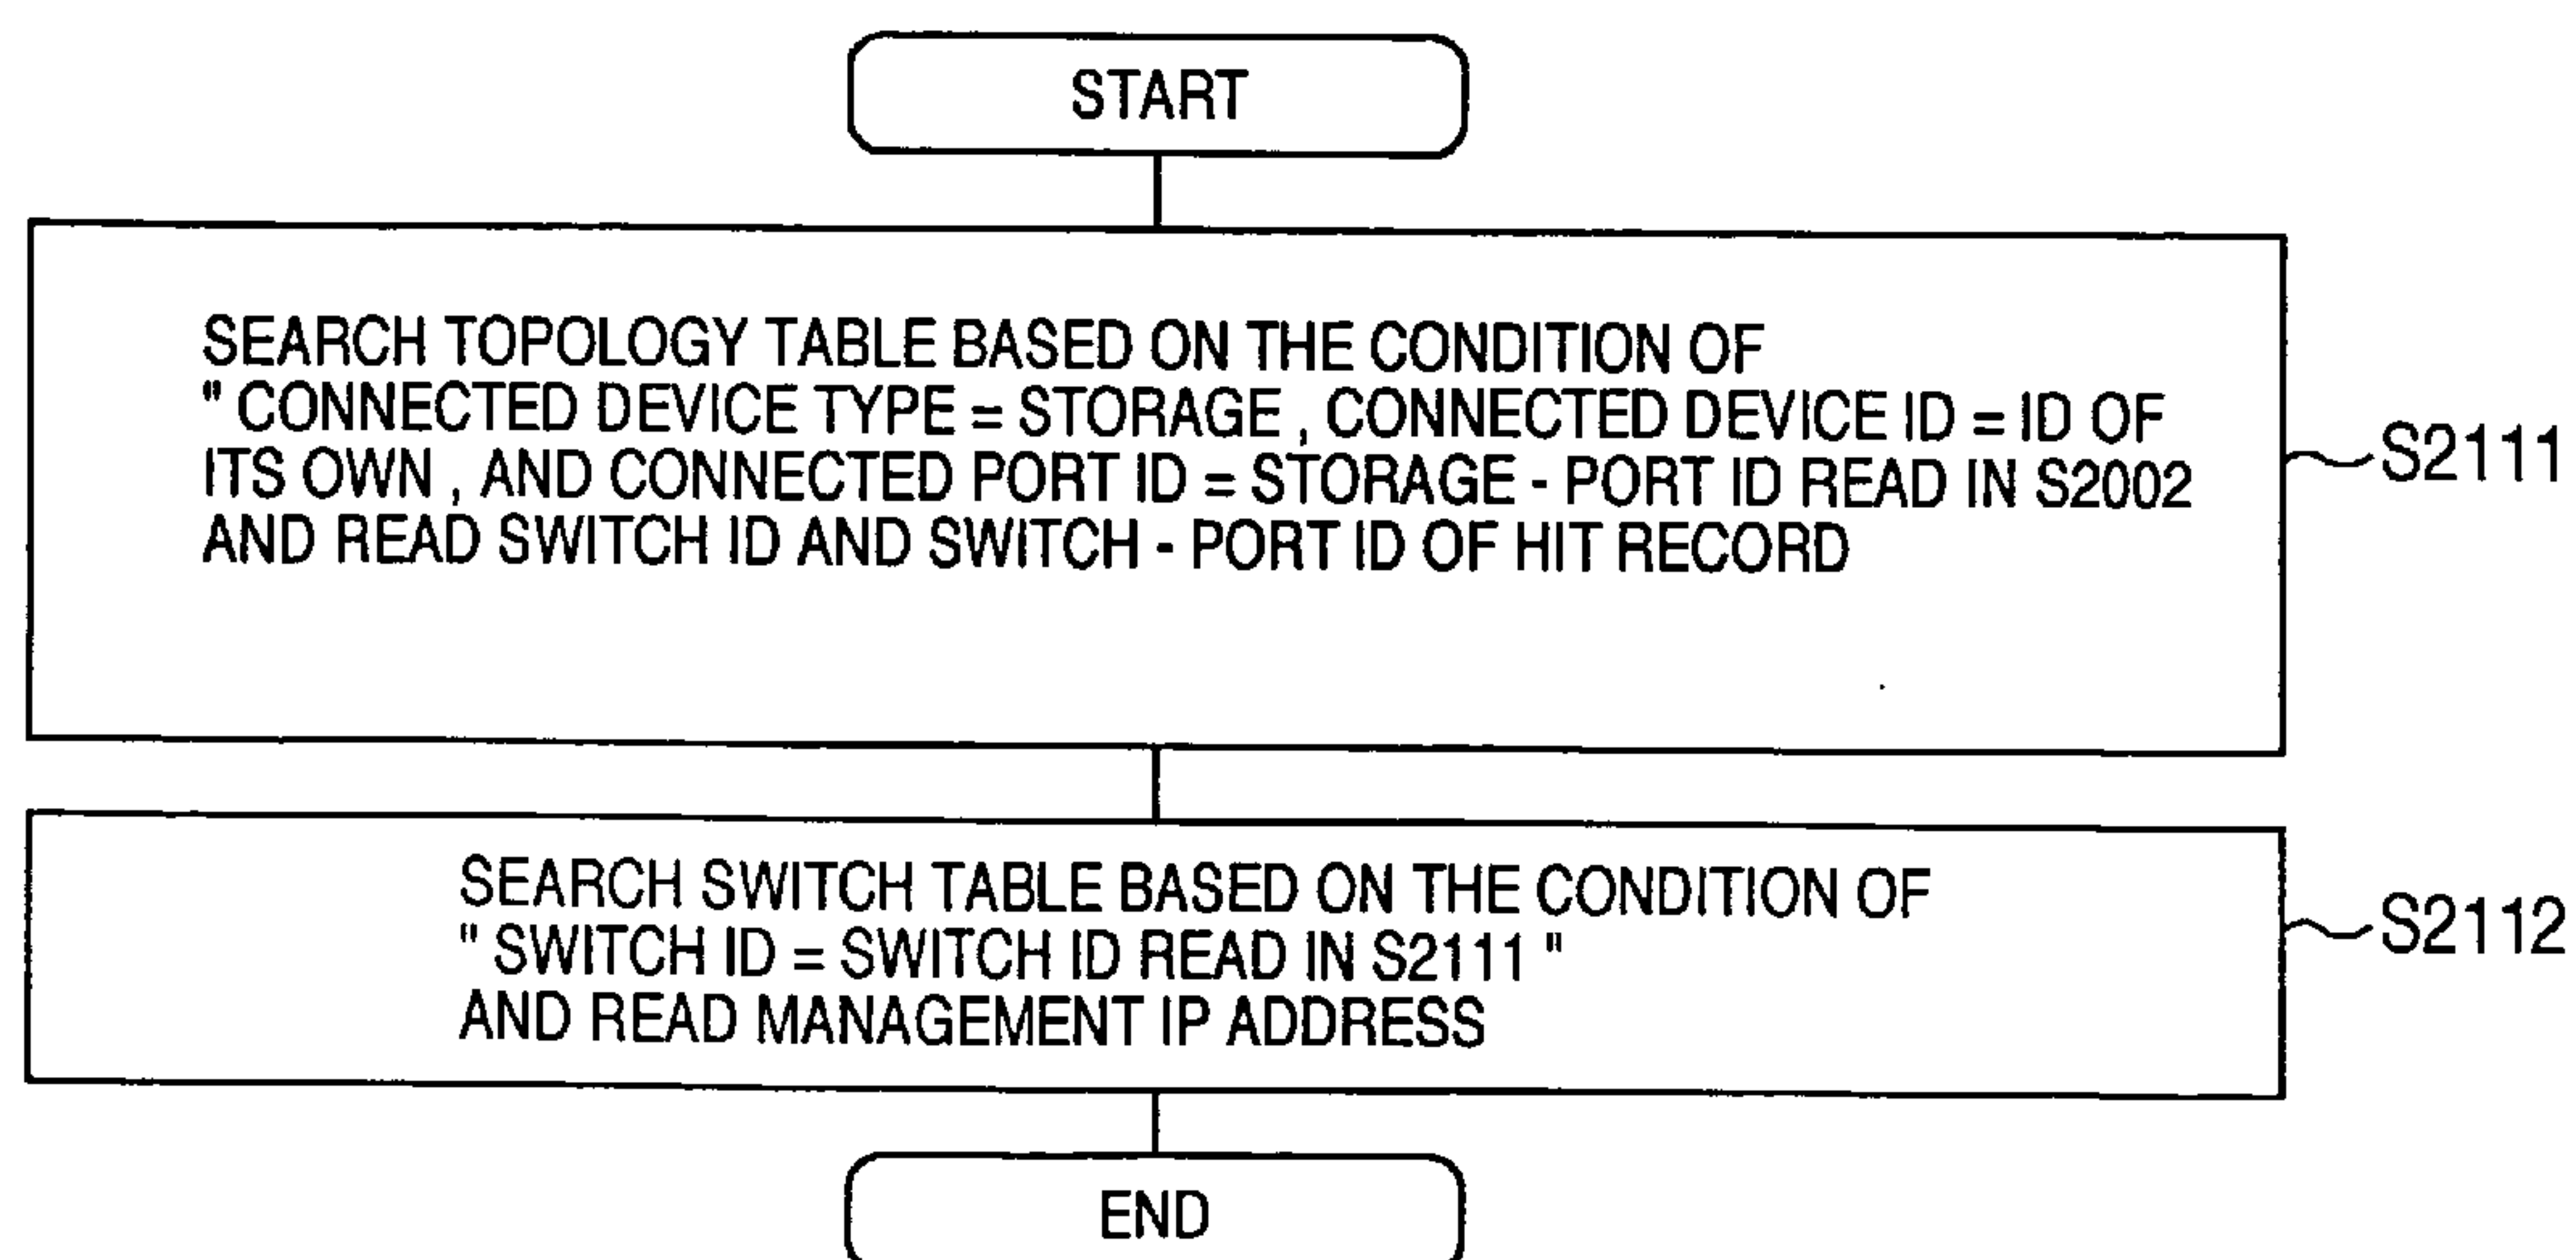 START
SEARCH TOPOLOGY TABLE BASED ON THE CONDITION OF
" CONNECTED DEVICE TYPE = STORAGE , CONNECTED DEVICE ID = ID OF
ITS OWN , AND CONNECTED PORT ID = STORAGE - PORT ID READ IN S2002
AND READ SWITCH ID AND SWITCH - PORT ID OF HIT RECORD
S2111
SEARCH SWITCH TABLE BASED ON THE CONDITION OF
" SWITCH ID = SWITCH ID READ IN S2111 "
AND READ MANAGEMENT IP ADDRESS
S2112
END